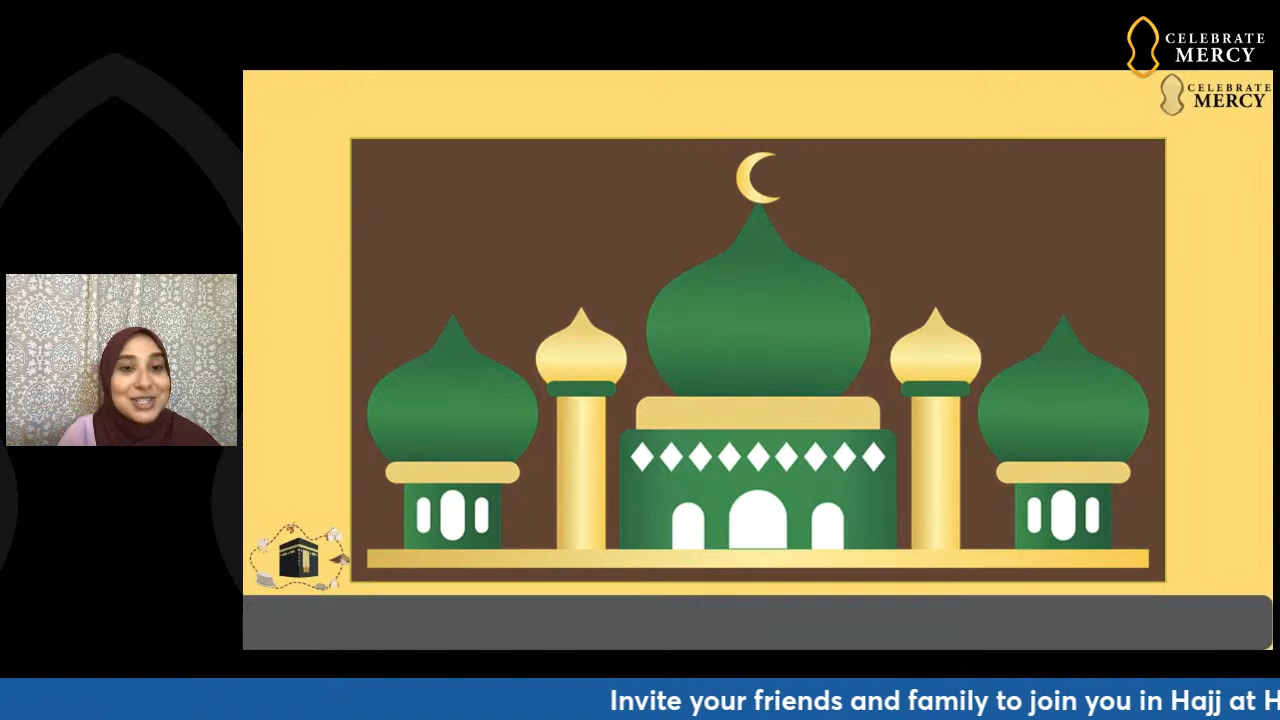 CELEBRATE
MERCY
CELEBRATE
MERCY
Invite your friends and family to join you in Hajj at H